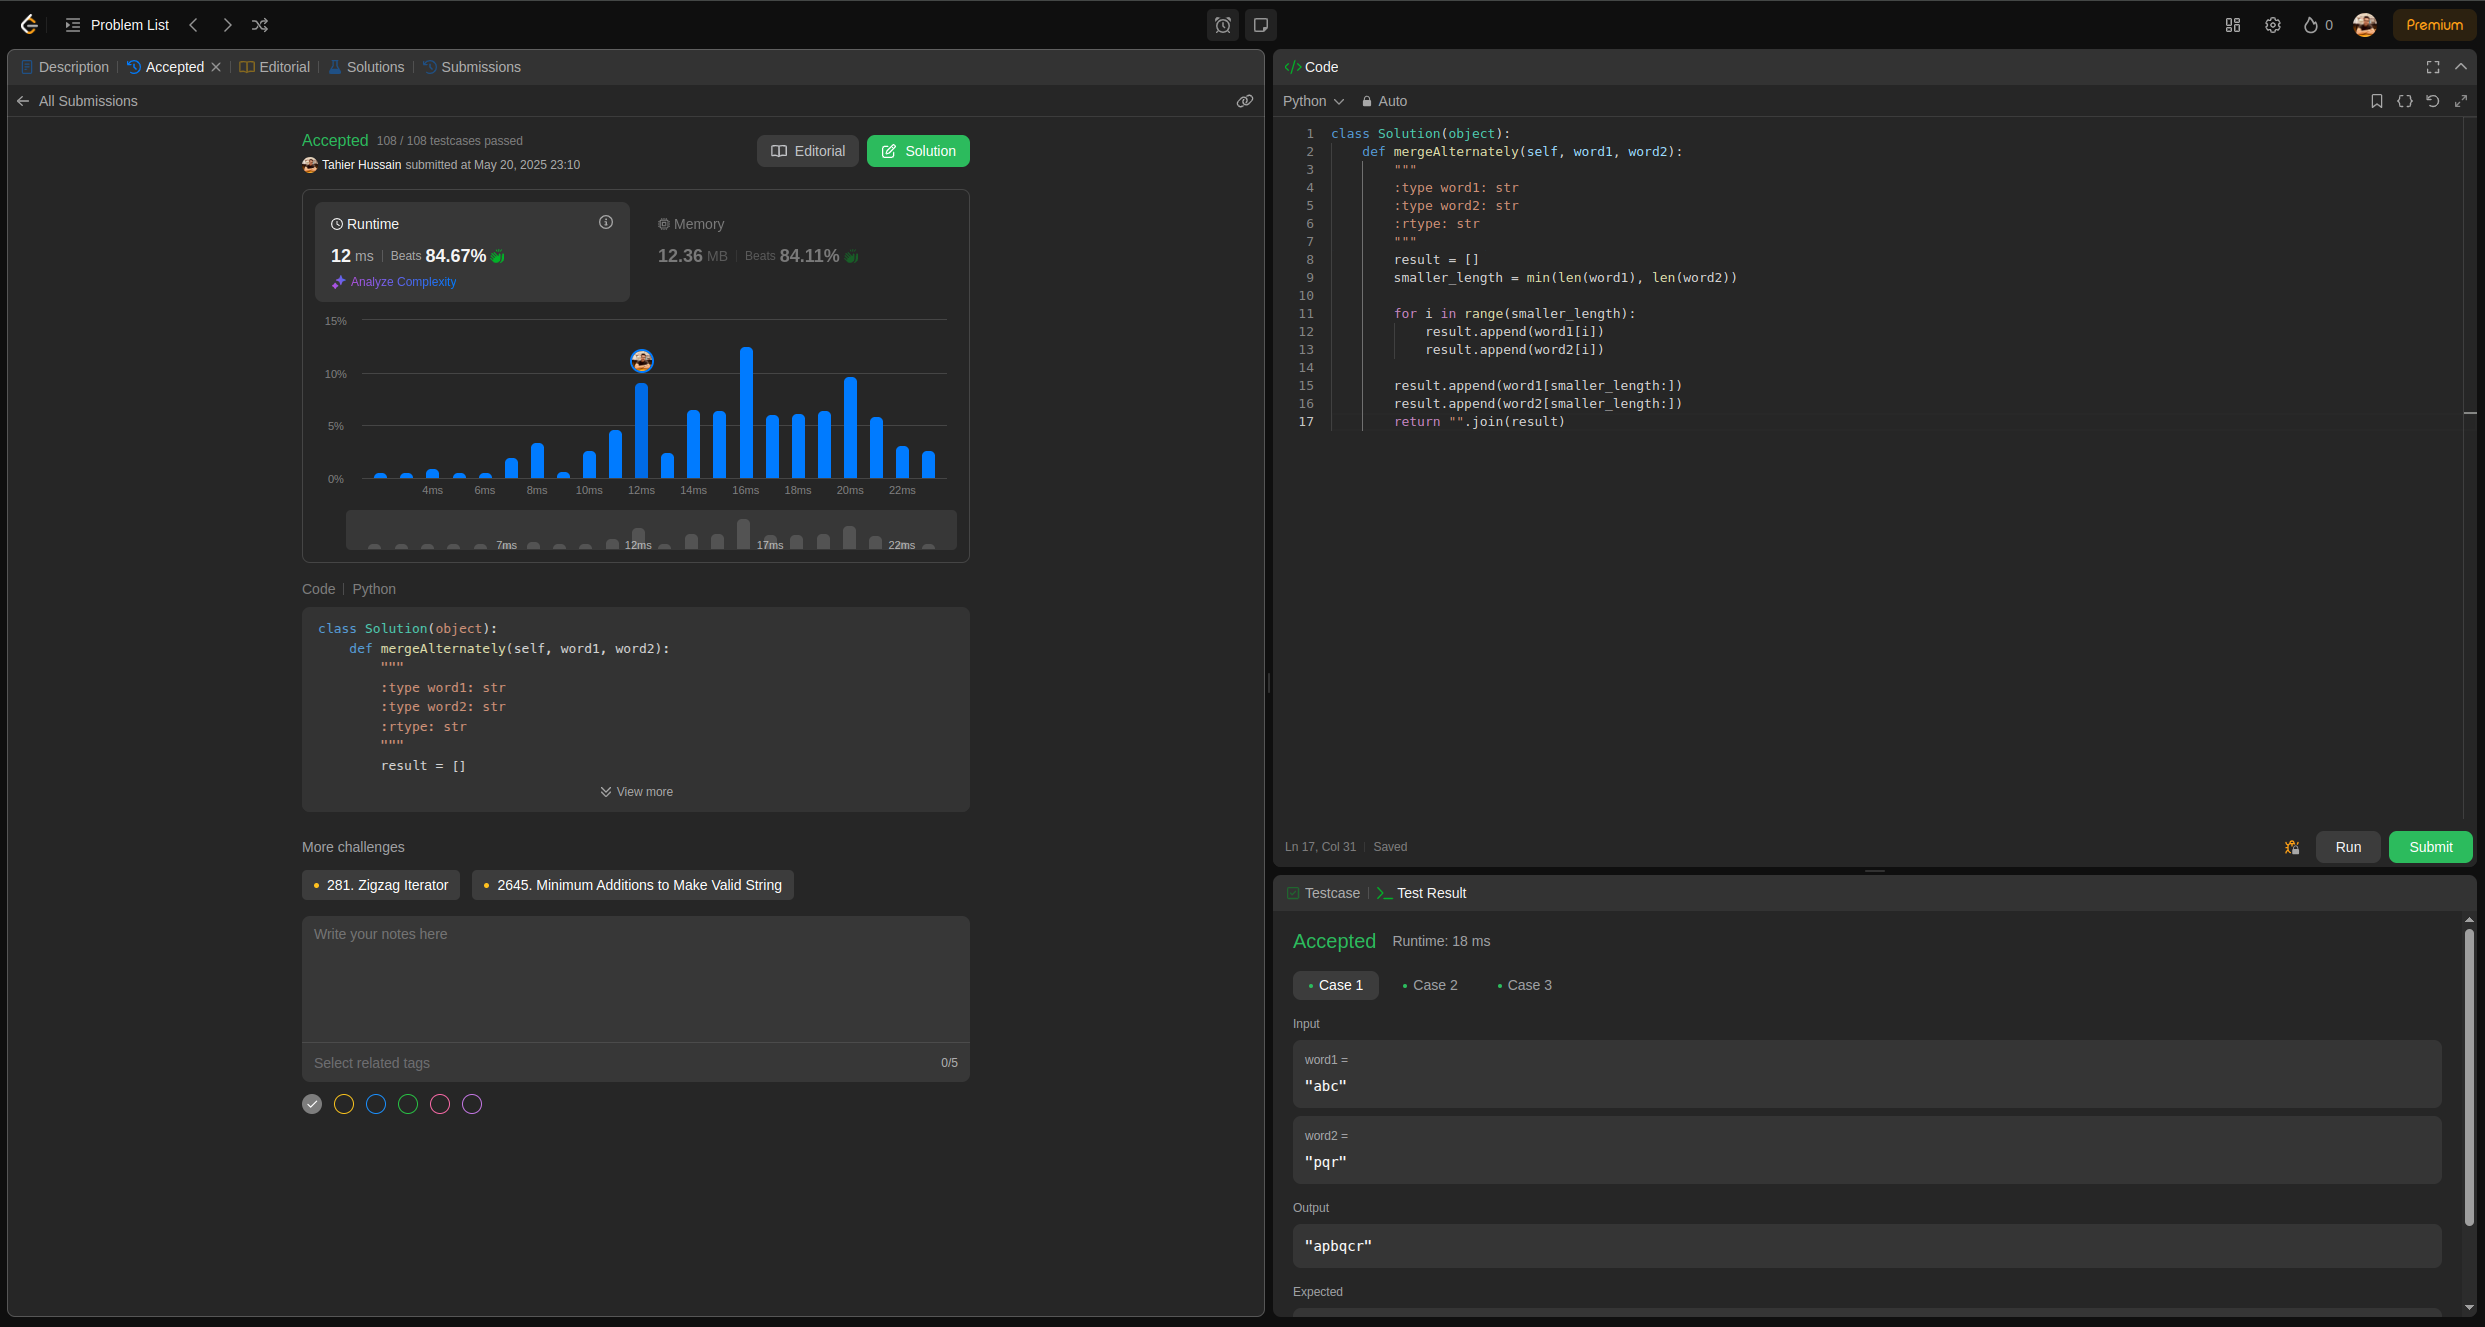 Problem List
0
Premium
Description
Accepted
Editorial
Solutions
Submissions
All Submissions
Accepted 108 / 108 testcases passed
Tahier Hussain submitted at May 20, 2025 23:10
Editorial
Solution
Runtime
12 ms Beats 84.67%
Analyze Complexity
Memory
12.36 MB Beats 84.11%
15%
10%
5%
0%
4ms 6ms 8ms 10ms 12ms 14ms 16ms 18ms 20ms 22ms
7ms 12ms 17ms 22ms
Code Python
class Solution(object):
    def mergeAlternately(self, word1, word2):
        """
        :type word1: str
        :type word2: str
        :rtype: str
        """
        result = []
View more
More challenges
281. Zigzag Iterator
2645. Minimum Additions to Make Valid String
Write your notes here
Select related tags
0/5
Code
Python
Auto
1 class Solution(object):
2     def mergeAlternately(self, word1, word2):
3         """
4         :type word1: str
5         :type word2: str
6         :rtype: str
7         """
8         result = []
9         smaller_length = min(len(word1), len(word2))
10
11         for i in range(smaller_length):
12             result.append(word1[i])
13             result.append(word2[i])
14
15         result.append(word1[smaller_length:])
16         result.append(word2[smaller_length:])
17         return "".join(result)
Ln 17, Col 31 Saved
Run
Submit
Testcase
Test Result
Accepted Runtime: 18 ms
Case 1
Case 2
Case 3
Input
word1 =
"abc"
word2 =
"pqr"
Output
"apbqcr"
Expected